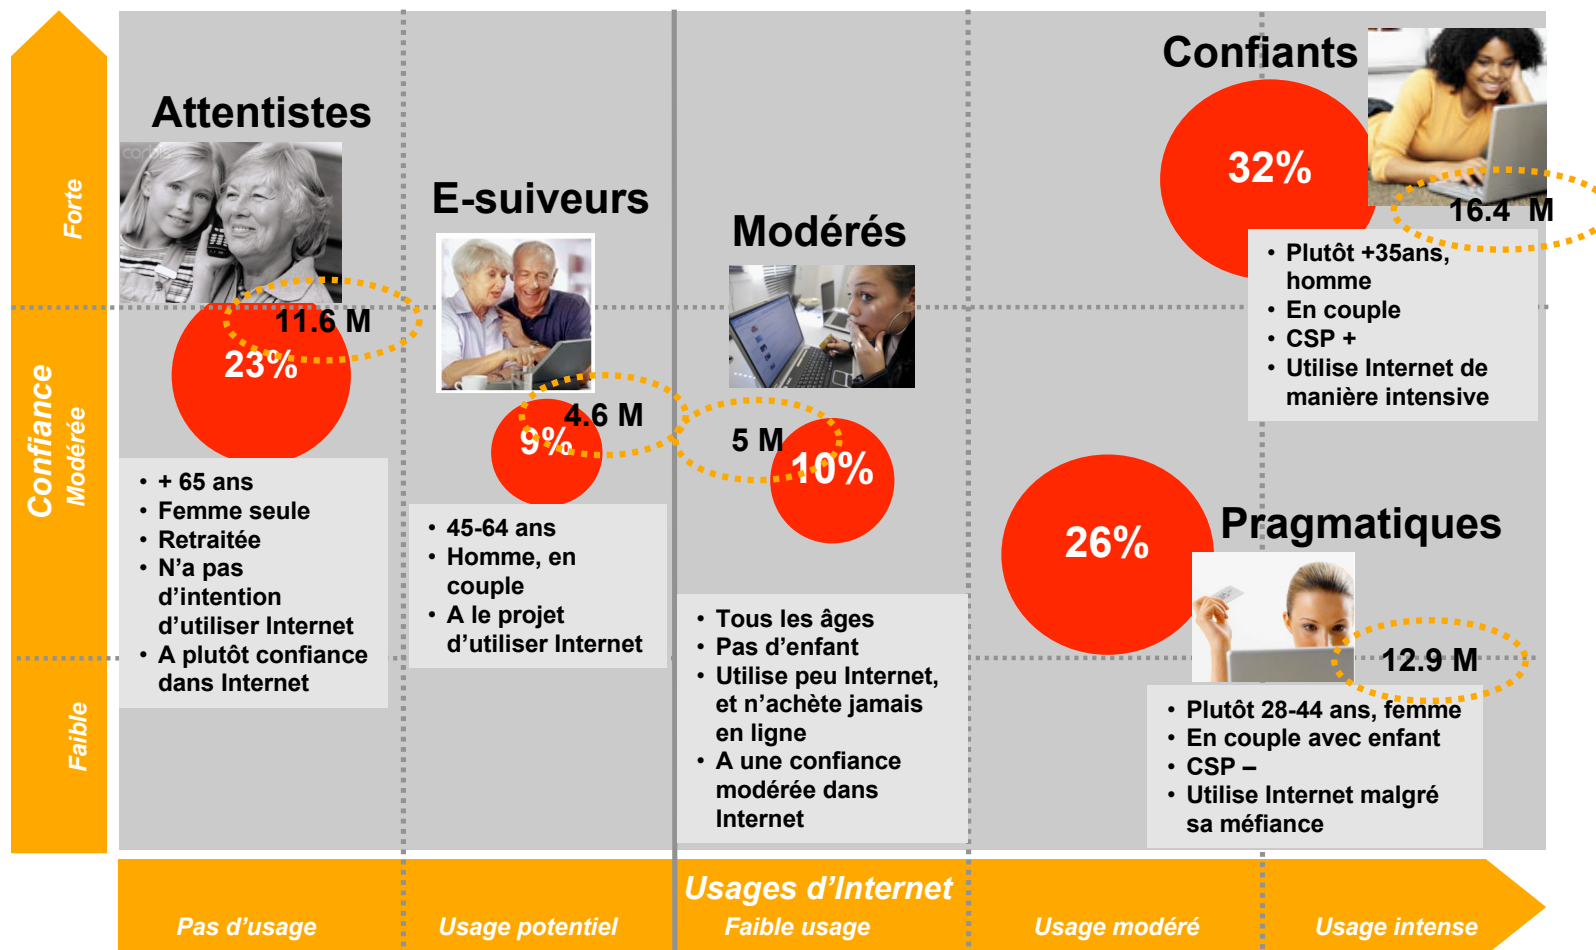 Confiants
Attentistes
corbis
32%
E-suiveurs
16.4 M
Modérés
Forte
• Plutôt +35ans,
homme
• En couple
• CSP +
• Utilise Internet de
manière intensive
11.6 M
23%
4.6 M
9%
5 M
10%
Confiance
Modérée
• + 65 ans
• Femme seule
• Retraitée
• N’a pas
d’intention
d’utiliser Internet
• A plutôt confiance
dans Internet
• 45-64 ans
• Homme, en
couple
• A le projet
d’utiliser Internet
26%
Pragmatiques
• Tous les âges
• Pas d’enfant
• Utilise peu Internet,
et n’achète jamais
en ligne
• A une confiance
modérée dans
Internet
12.9 M
• Plutôt 28-44 ans, femme
• En couple avec enfant
• CSP –
• Utilise Internet malgré
sa méfiance
Faible
Usages d’Internet
Pas d’usage
Usage potentiel
Faible usage
Usage modéré
Usage intense